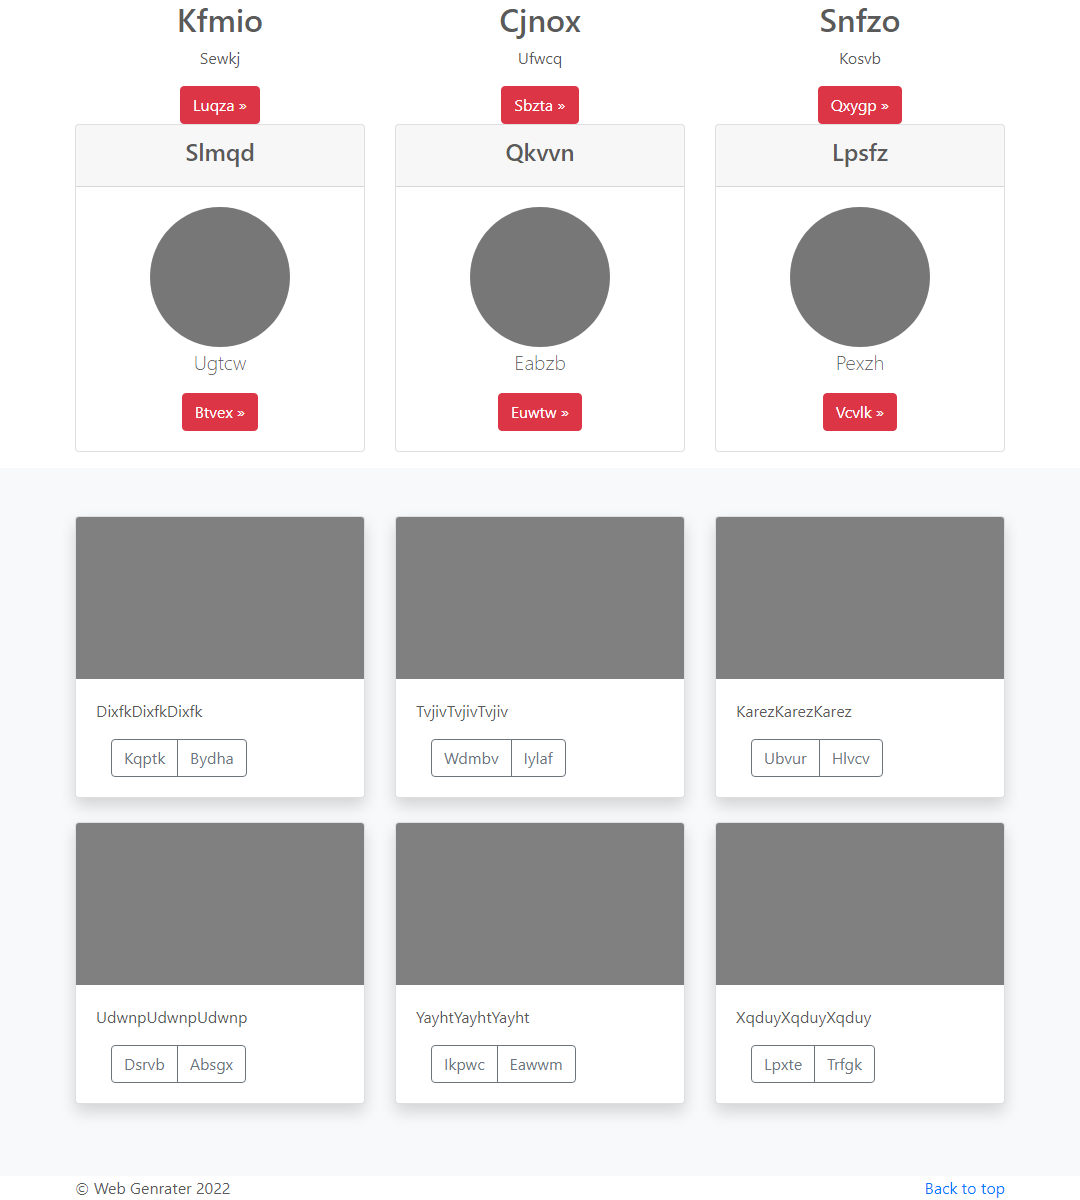 Kfmio
Cjnox
Snfzo
Sewkj
Ufwcq
Kosvb
Luqza »
Sbzta »
Qxygp »
Slmqd
Qkvvn
Lpsfz
Ugtcw
Eabzb
Pexzh
Btvex »
Euwtw »
Vcvlk »
DixfkDixfkDixfk
TvjivTvjivTvjiv
KarezKarezKarez
Kqptk Bydha
Wdmbv Iylaf
Ubvur Hlvcv
UdwnpUdwnpUdwnp
YayhtYayhtYayht
XqduyXqduyXqduy
Dsrvb Absgx
Ikpwc Eawwm
Lpxte Trfgk
© Web Genrater 2022
Back to top